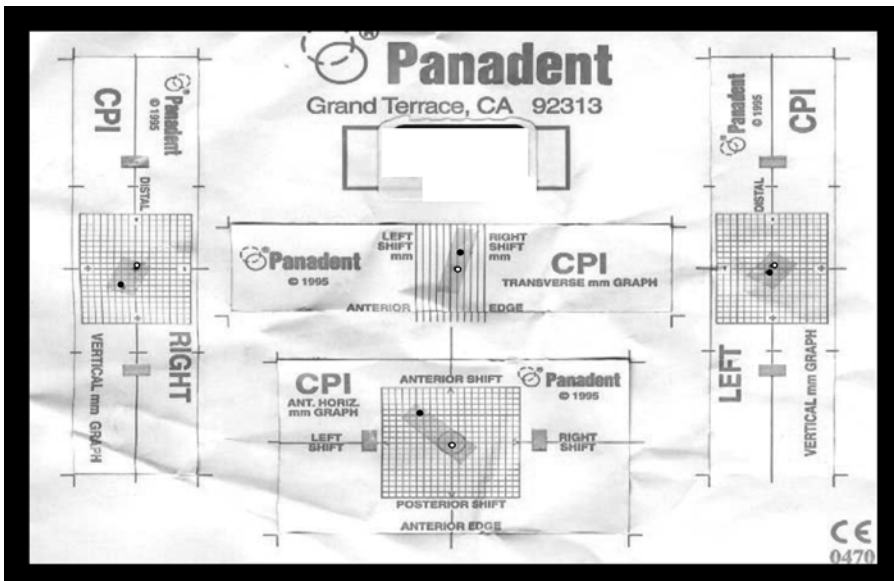 Panadent®
Grand Terrace, CA 92313
CPI
Panadent®
© 1995
DISTAL
RIGHT
VERTICAL mm GRAPH
LEFT SHIFT mm
RIGHT SHIFT mm
Panadent®
© 1995
CPI
TRANSVERSE mm GRAPH
ANTERIOR EDGE
CPI
ANT. HORIZ.
mm GRAPH
ANTERIOR SHIFT
Panadent®
© 1995
LEFT SHIFT
RIGHT SHIFT
POSTERIOR SHIFT
ANTERIOR EDGE
CPI
Panadent®
© 1995
DISTAL
LEFT
VERTICAL mm GRAPH
CE
0470